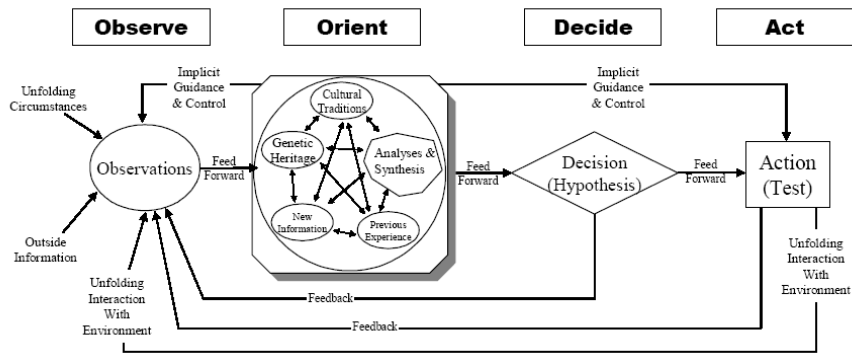 Observe
Orient
Decide
Act
Implicit
Guidance
& Control
Implicit
Guidance
& Control
Unfolding
Circumstances
Cultural
Traditions
Genetic
Heritage
Analyses &
Synthesis
New
Information
Previous
Experience
Observations
Feed
Forward
Feed
Forward
Decision
(Hypothesis)
Feed
Forward
Action
(Test)
Outside
Information
Unfolding
Interaction
With
Environment
Unfolding
Interaction
With
Environment
Feedback
Feedback